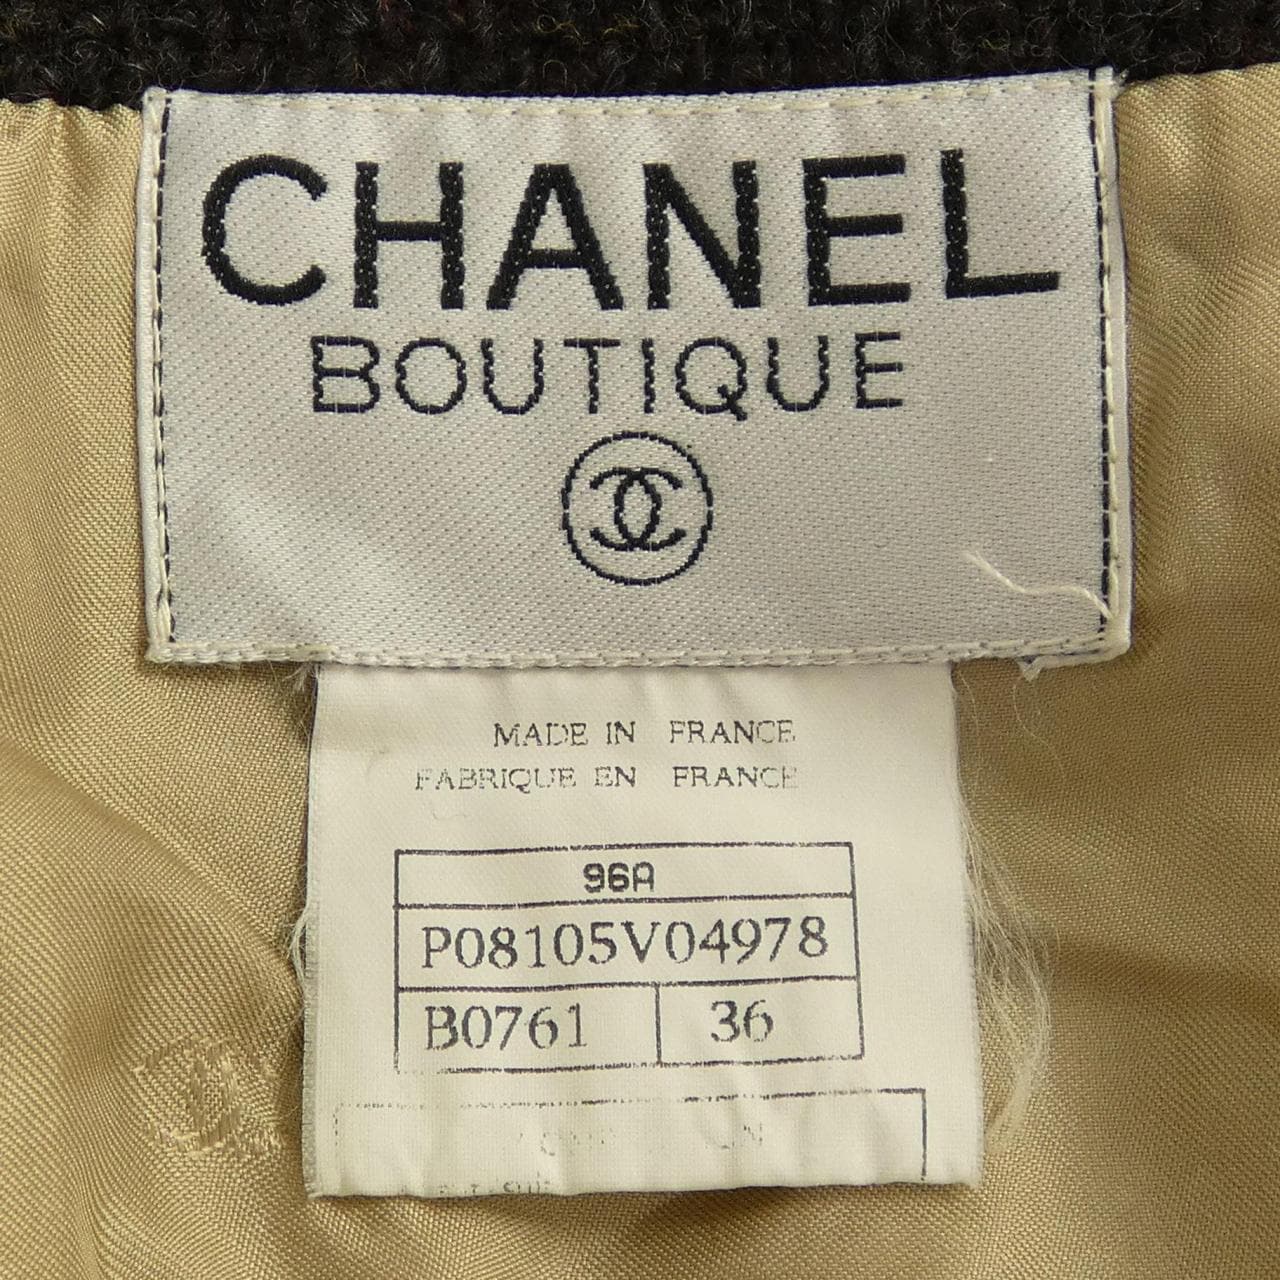 CHANEL
BOUTIQUE
MADE IN FRANCE
FABRIQUE EN FRANCE
96A
P08105V04978
B0761 36